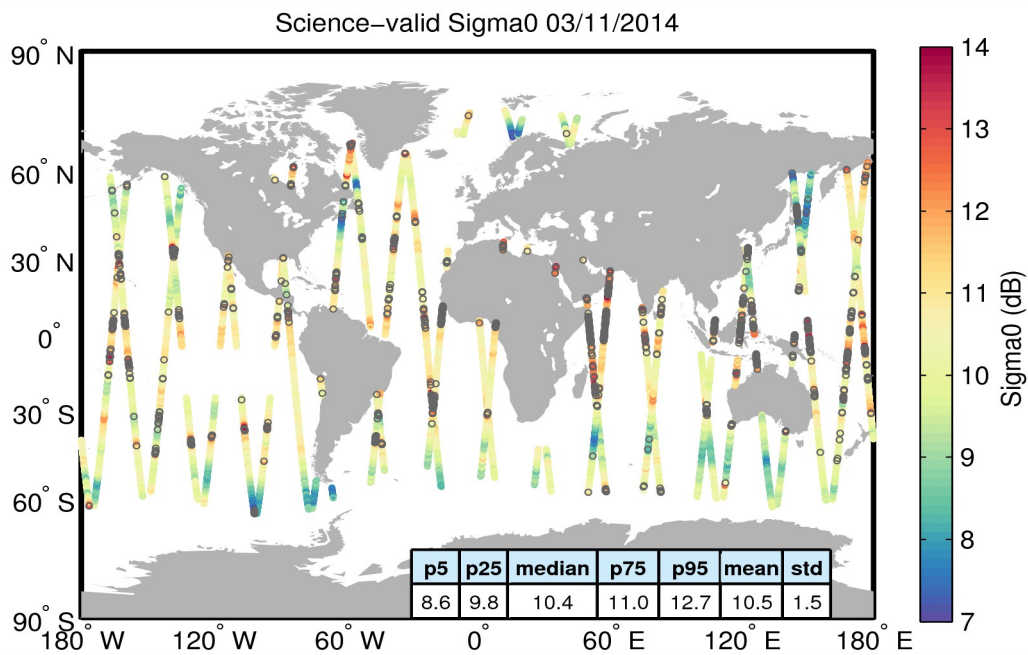 Science−valid Sigma0 03/11/2014
90° N
60° N
30° N
0°
30° S
60° S
90° S
180° W
120° W
60° W
0°
60° E
120° E
180° E
p5 p25 median p75 p95 mean std
8.6 9.8 10.4 11.0 12.7 10.5 1.5
14
13
12
11
10
9
8
7
Sigma0 (dB)